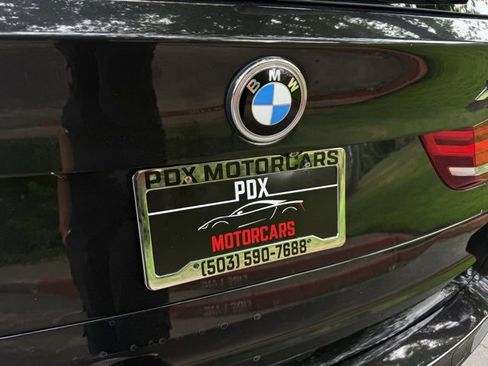 BMW
PDX MOTORCARS
PDX
MOTORCARS
(503) 590-7688